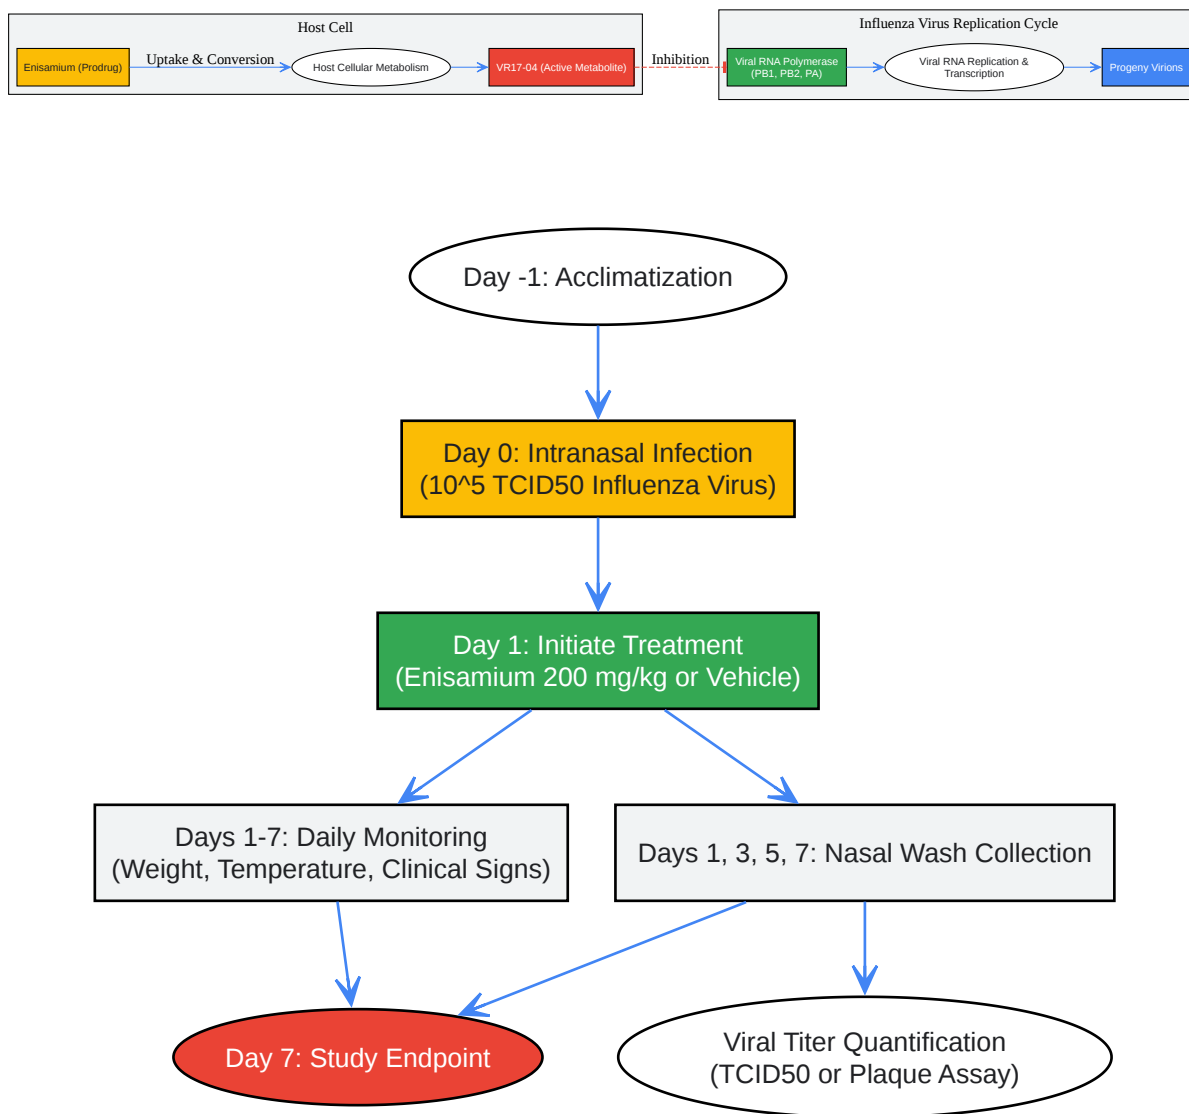 Host Cell
Enisamium (Prodrug)
Uptake & Conversion
Host Cellular Metabolism
VR17-04 (Active Metabolite)
Inhibition
Influenza Virus Replication Cycle
Viral RNA Polymerase
(PB1, PB2, PA)
Viral RNA Replication &
Transcription
Progeny Virions
Day -1: Acclimatization
Day 0: Intranasal Infection
(10^5 TCID50 Influenza Virus)
Day 1: Initiate Treatment
(Enisamium 200 mg/kg or Vehicle)
Days 1-7: Daily Monitoring
(Weight, Temperature, Clinical Signs)
Days 1, 3, 5, 7: Nasal Wash Collection
Day 7: Study Endpoint
Viral Titer Quantification
(TCID50 or Plaque Assay)